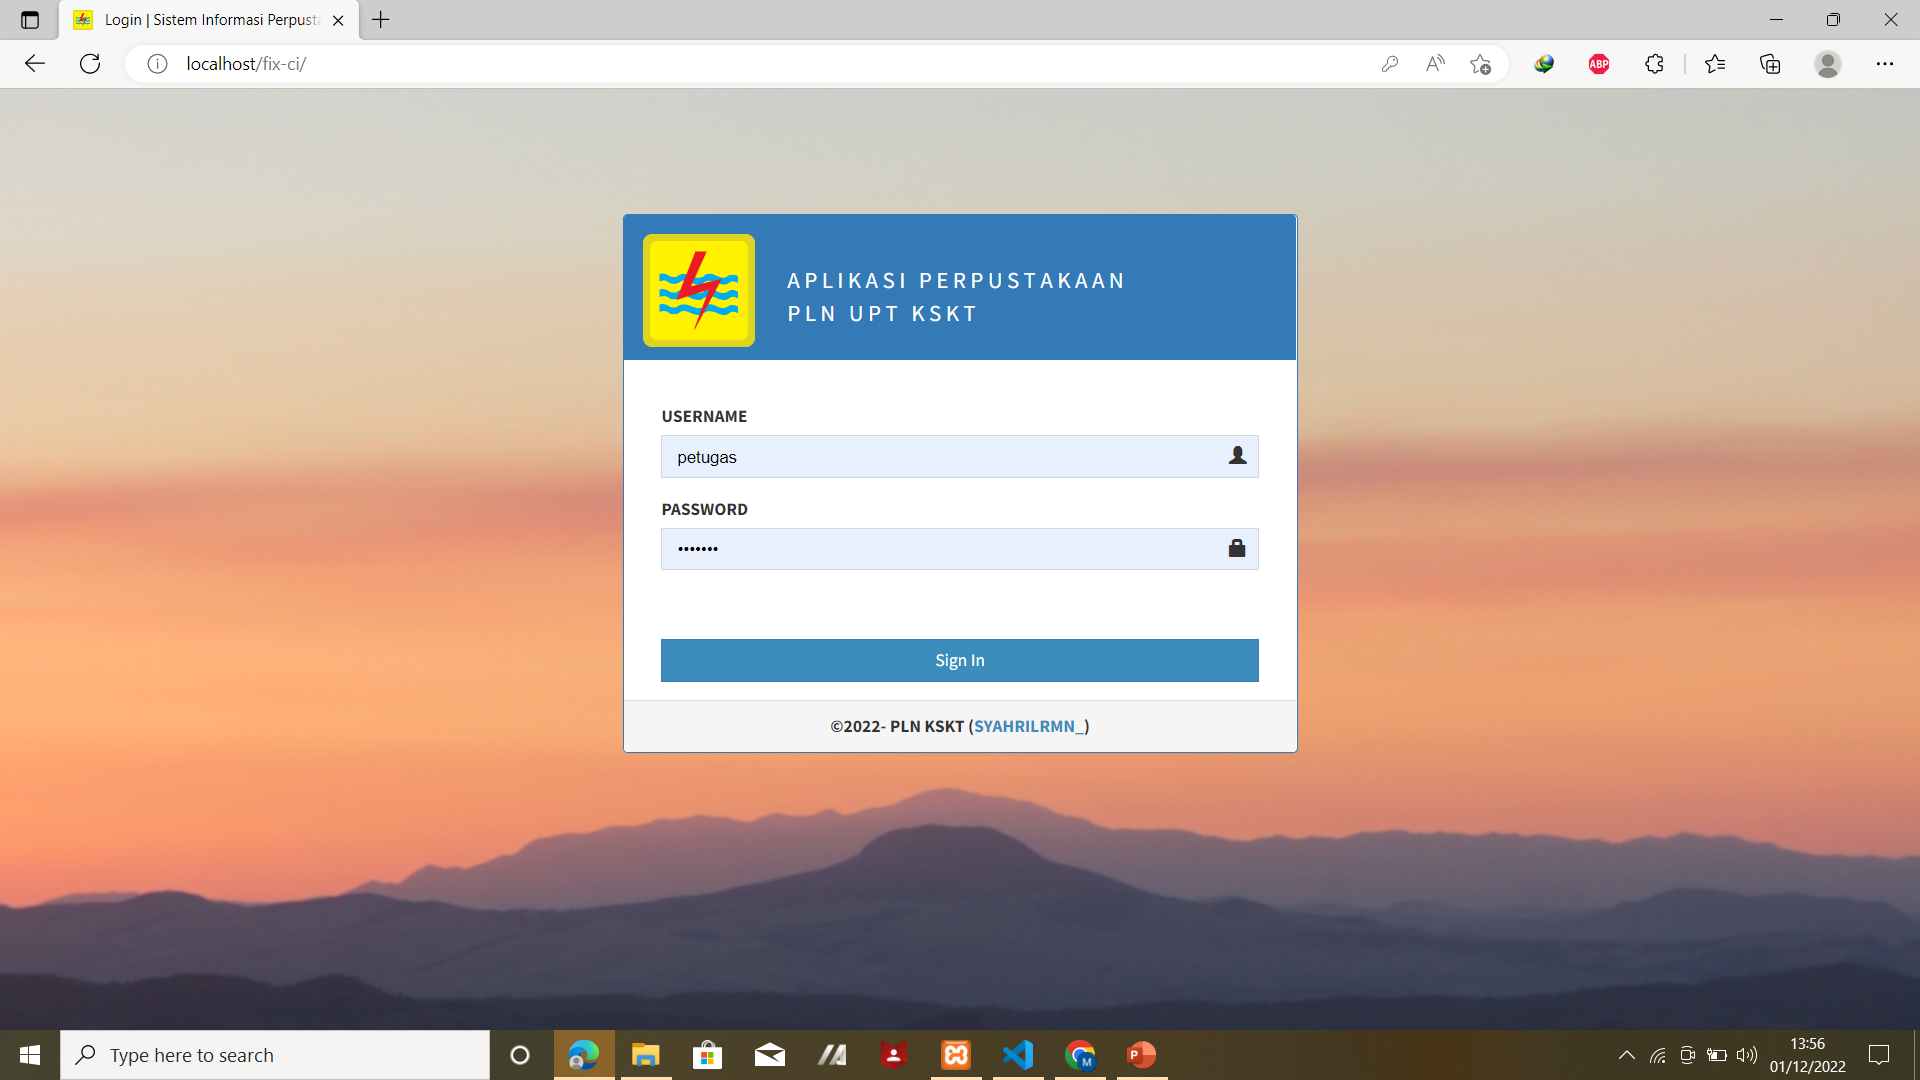 Login | Sistem Informasi Perpusta
localhost/fix-ci/
ABP
APLIKASI PERPUSTAKAAN
PLN UPT KSKT
USERNAME
petugas
PASSWORD
•••••••
Sign In
©2022- PLN KSKT (SYAHRILRMN_)
Type here to search
M
P
13:56
01/12/2022